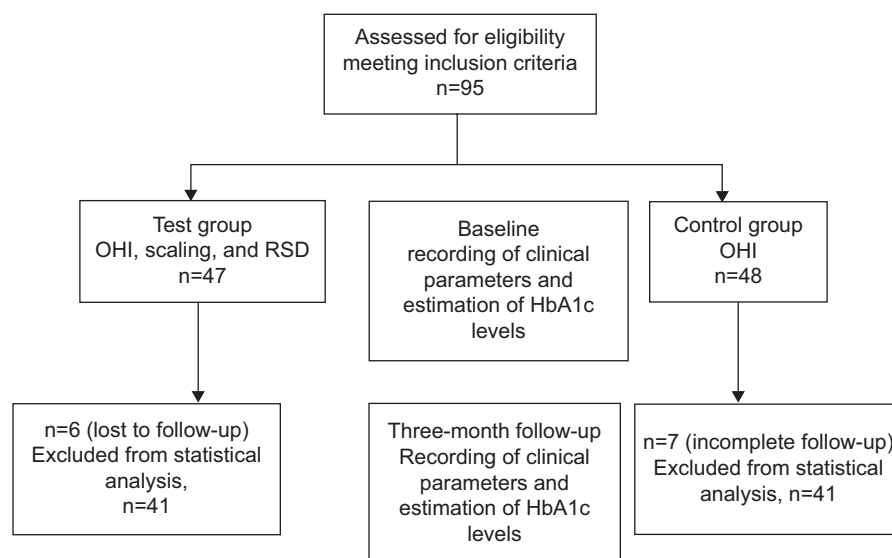 Assessed for eligibility
meeting inclusion criteria
n=95
Test group
OHI, scaling, and RSD
n=47
Baseline
recording of clinical
parameters and
estimation of HbA1c
levels
Control group
OHI
n=48
n=6 (lost to follow-up)
Excluded from statistical
analysis,
n=41
Three-month follow-up
Recording of clinical
parameters and
estimation of HbA1c
levels
n=7 (incomplete follow-up)
Excluded from statistical
analysis, n=41